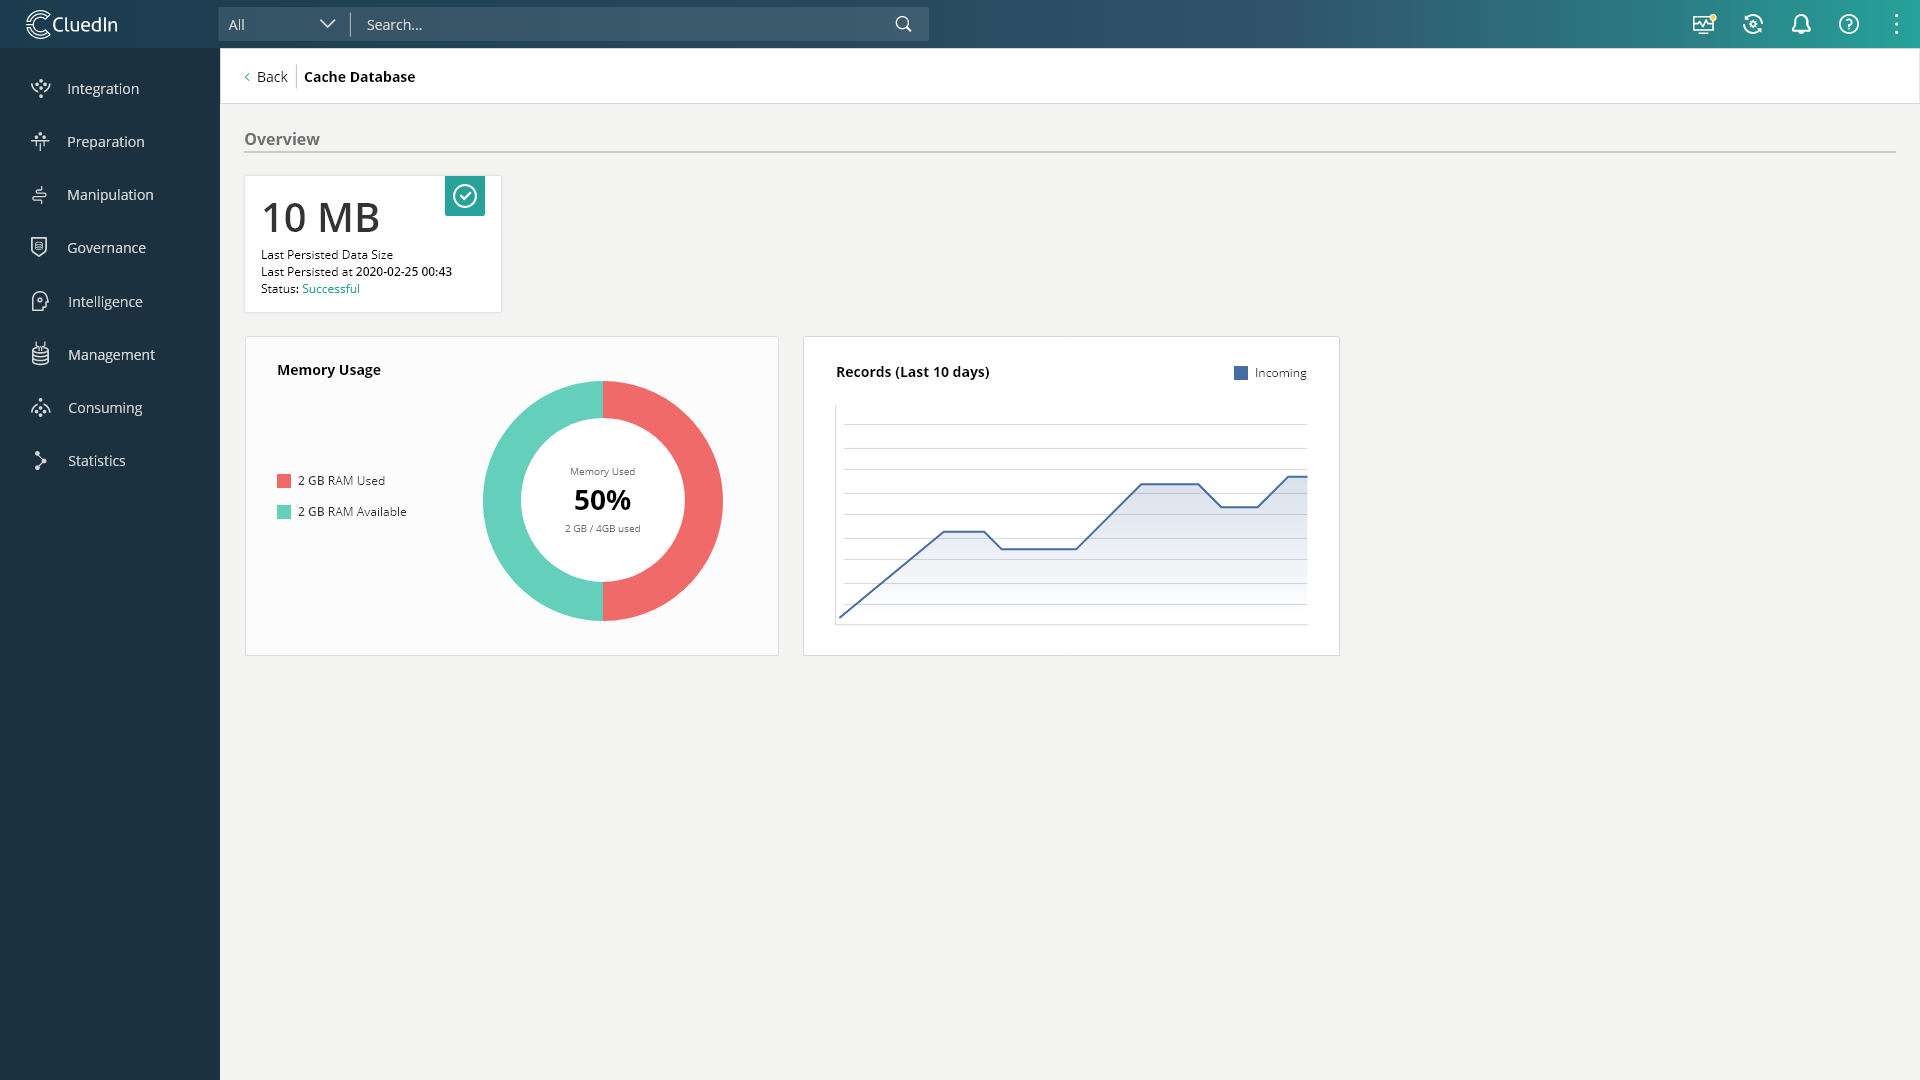 CluedIn
All
Search...
Integration
Preparation
Manipulation
Governance
Intelligence
Management
Consuming
Statistics
Back
Cache Database
Overview
10 MB
Last Persisted Data Size
Last Persisted at 2020-02-25 00:43
Status: Successful
Memory Usage
2 GB RAM Used
2 GB RAM Available
Memory Used
50%
2 GB / 4GB used
Records (Last 10 days)
Incoming